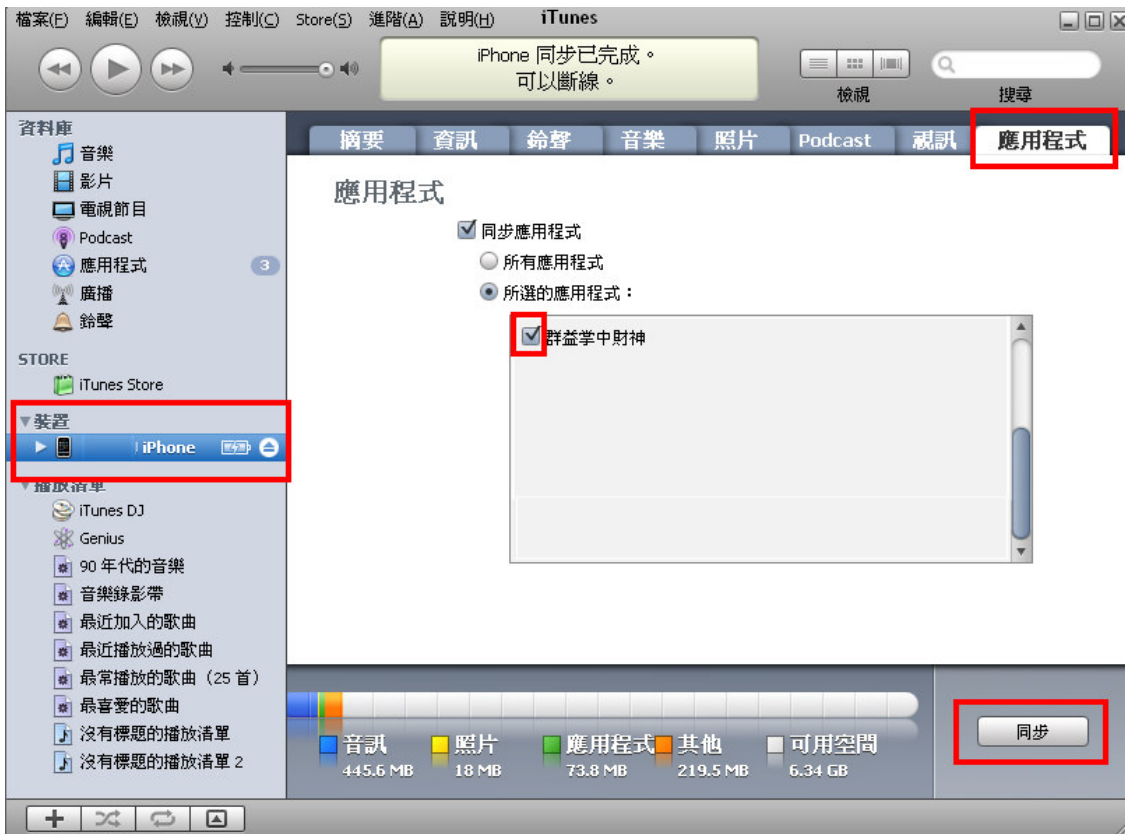 檔案(F) 編輯(E) 檢視(V) 控制(C) Store(S) 進階(A) 說明(H) iTunes
iPhone 同步已完成。
可以斷線。
檢視
搜尋
資料庫
音樂
影片
電視節目
Podcast
應用程式 3
廣播
鈴聲
STORE
iTunes Store
裝置
iPhone
播放清單
iTunes DJ
Genius
90 年代的音樂
音樂錄影帶
最近加入的歌曲
最近播放過的歌曲
最常播放的歌曲（25 首）
最喜愛的歌曲
沒有標題的播放清單
沒有標題的播放清單 2
摘要 資訊 鈴聲 音樂 照片 Podcast 視訊 應用程式
應用程式
同步應用程式
所有應用程式
所選的應用程式：
群益掌中財神
音訊 照片 應用程式 其他 可用空間
445.6 MB 18 MB 73.8 MB 219.5 MB 6.34 GB
同步